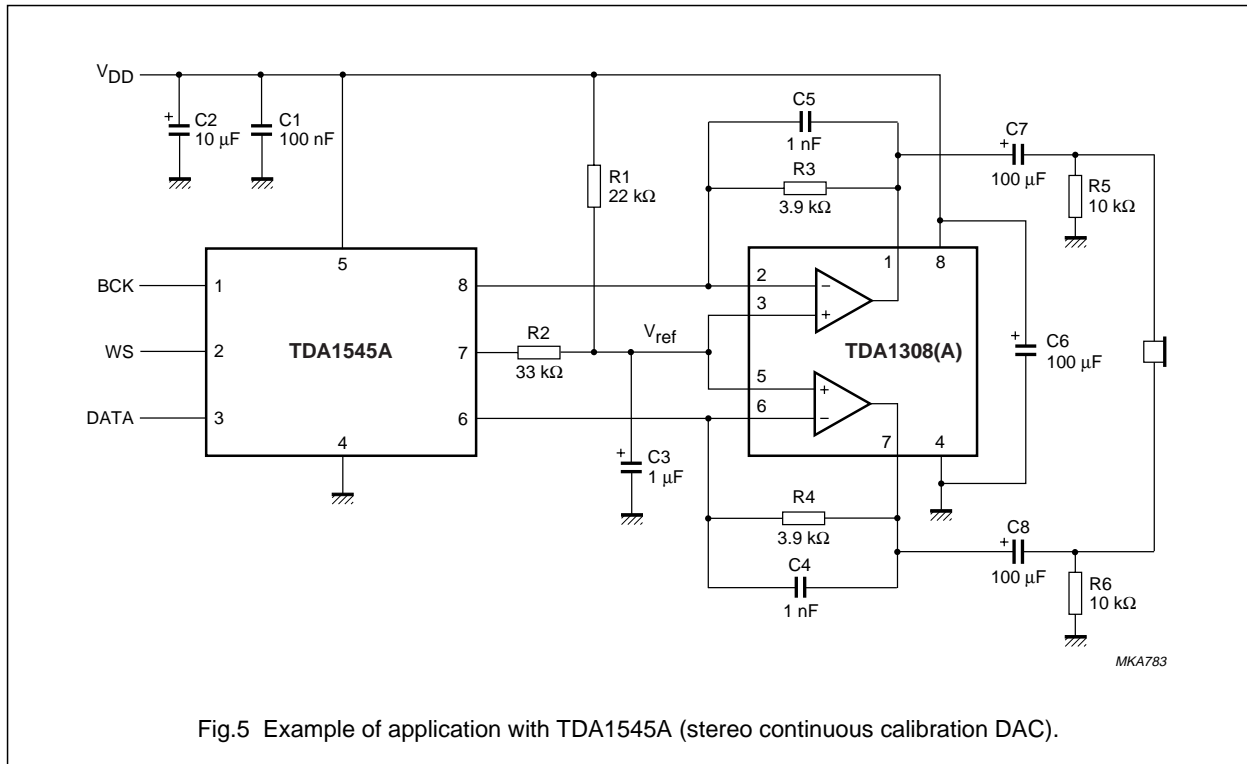 V_DD
C2
10 μF
C1
100 nF
R1
22 kΩ
C5
1 nF
R3
3.9 kΩ
C7
100 μF
R5
10 kΩ
BCK
WS
DATA
1
2
3
5
4
8
7
6
TDA1545A
R2
33 kΩ
V_ref
C3
1 μF
2
3
5
6
1
8
7
4
TDA1308(A)
C6
100 μF
R4
3.9 kΩ
C4
1 nF
C8
100 μF
R6
10 kΩ
+
+
+
+
+
−
+
+
−
MKA783
Fig.5 Example of application with TDA1545A (stereo continuous calibration DAC).